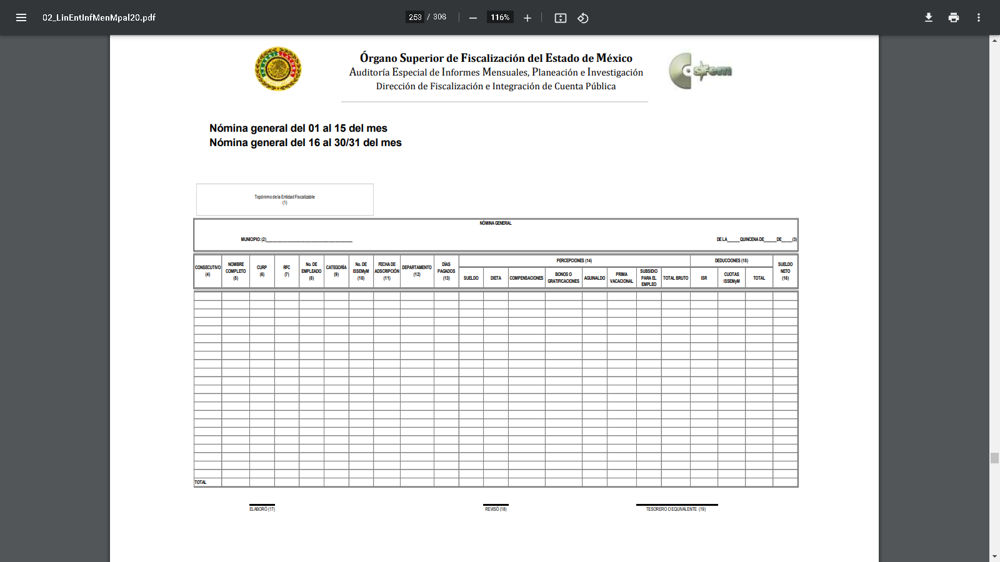 02_LinEntInfMenMpal20.pdf
253 / 308
116%
Órgano Superior de Fiscalización del Estado de México
Auditoría Especial de Informes Mensuales, Planeación e Investigación
Dirección de Fiscalización e Integración de Cuenta Pública
osfem
Nómina general del 01 al 15 del mes
Nómina general del 16 al 30/31 del mes
Topónimo de la Entidad Fiscalizable
(1)
NÓMINA GENERAL
MUNICIPIO: (2)________________________________ DE LA_____QUINCENA DE_____DE____(3)
PERCEPCIONES (14) DEDUCCIONES (15)
CONSECUTIVO (4) NOMBRE COMPLETO (5) CURP (6) RFC (7) No. DE EMPLEADO (8) CATEGORÍA (9) No. DE ISSEMyM (10) FECHA DE ADSCRIPCIÓN (11) DEPARTAMENTO (12) DÍAS PAGADOS (13) SUELDO DIETA COMPENSACIONES BONOS O GRATIFICACIONES AGUINALDO PRIMA VACACIONAL SUBSIDIO PARA EL EMPLEO TOTAL BRUTO ISR CUOTAS ISSEMyM TOTAL SUELDO NETO (16)
TOTAL
ELABORÓ (17) REVISÓ (18) TESORERO O EQUIVALENTE (19)